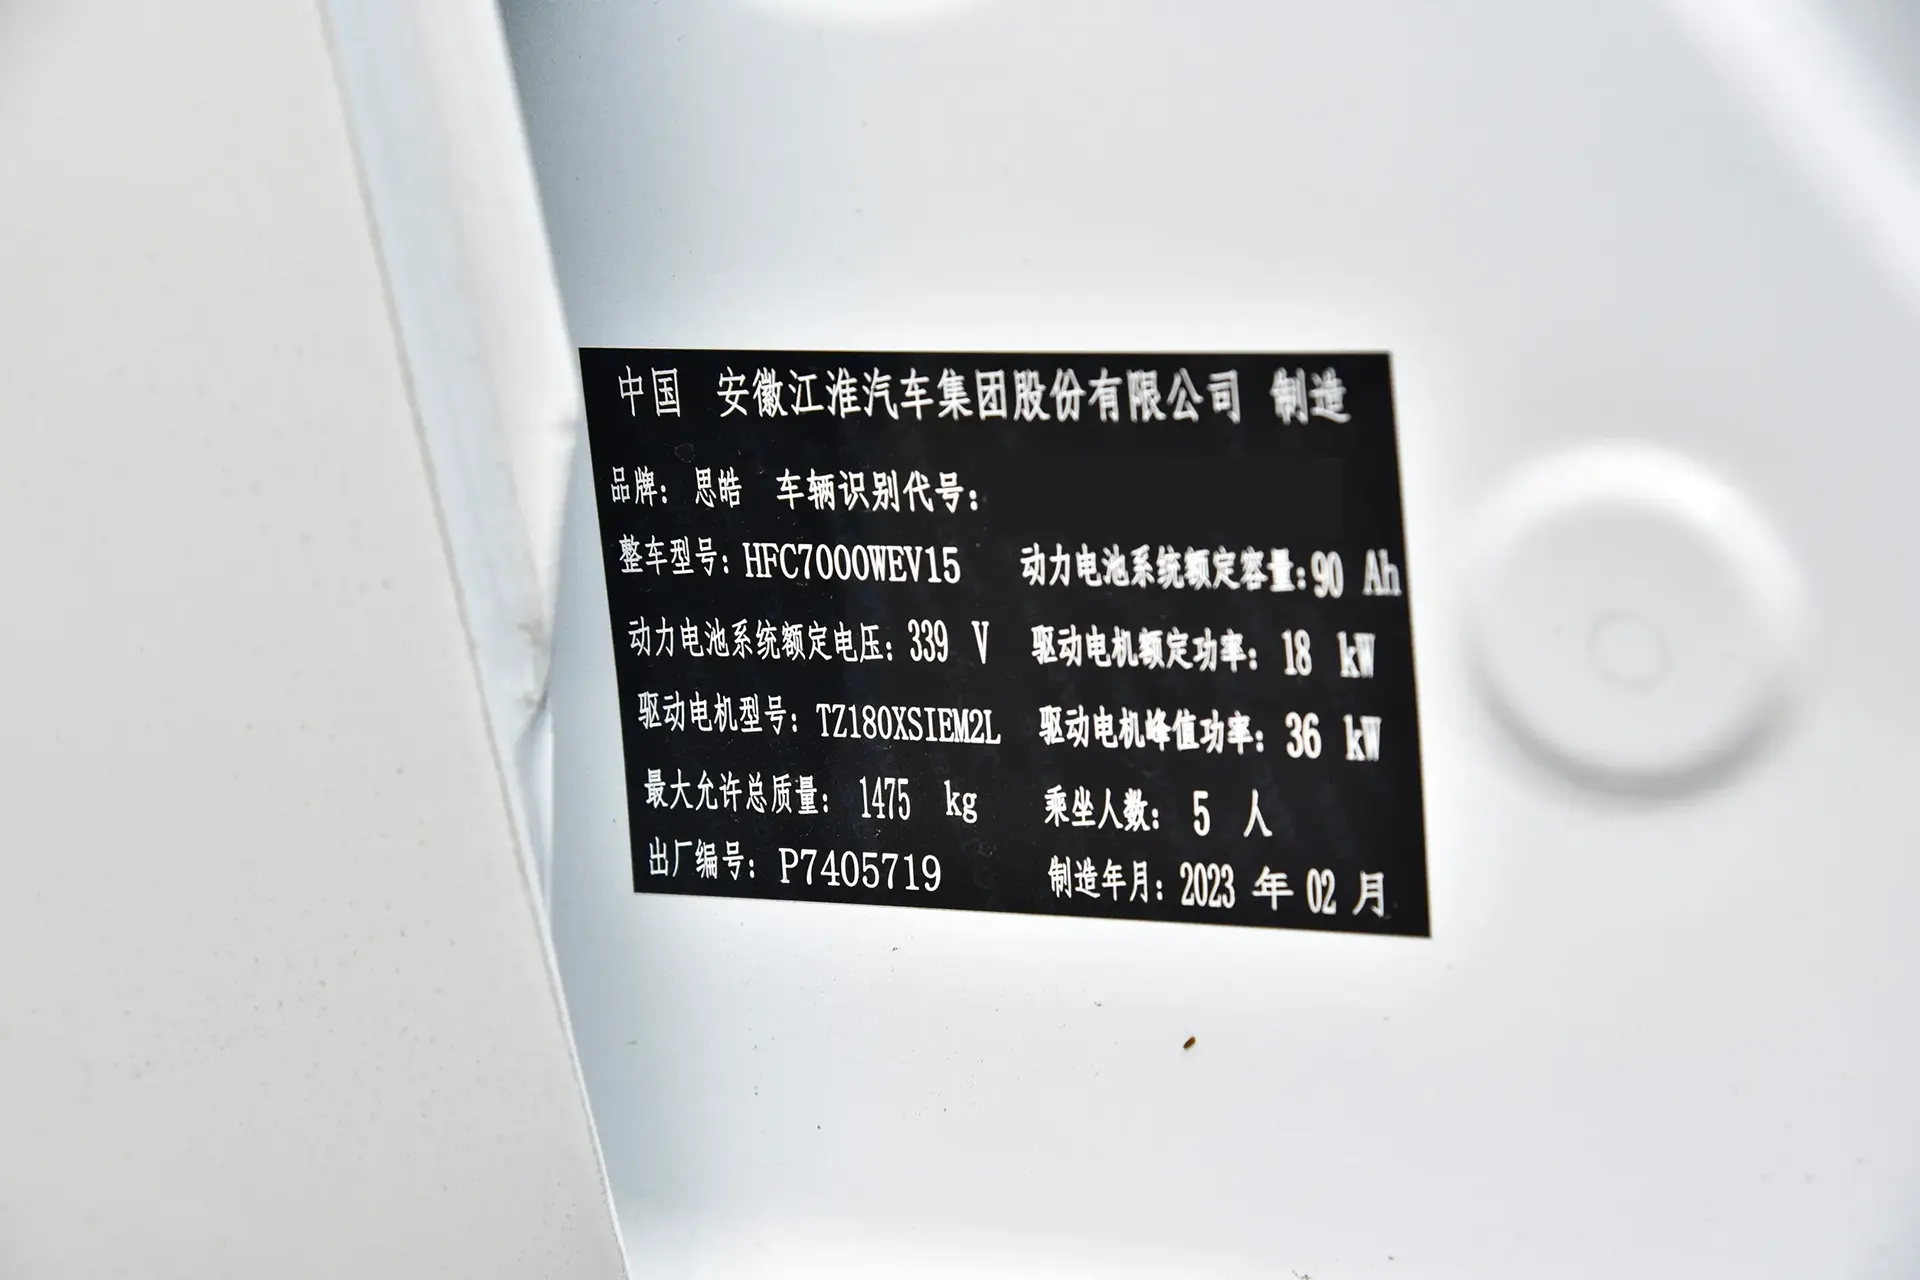 中国 安徽江淮汽车集团股份有限公司 制造
品牌：思皓 车辆识别代号：
整车型号：HFC7000WEV15 动力电池系统额定容量：90 Ah
动力电池系统额定电压：339 V 驱动电机额定功率：18 kW
驱动电机型号：TZ180XSIEM2L 驱动电机峰值功率：36 kW
最大允许总质量：1475 kg 乘坐人数：5 人
出厂编号：P7405719 制造年月：2023 年 02 月